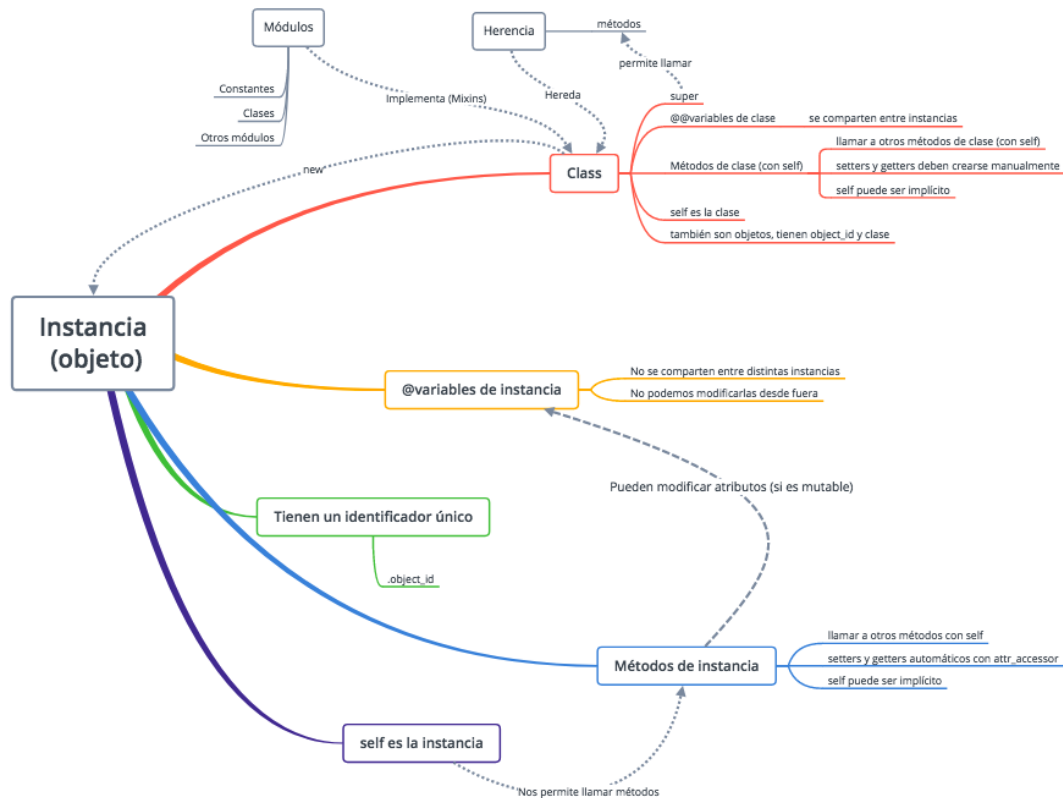 Módulos
Constantes
Clases
Otros módulos
Implementa (Mixins)
Herencia
métodos
permite llamar
Hereda
new
Class
super
@@variables de clase
se comparten entre instancias
Métodos de clase (con self)
llamar a otros métodos de clase (con self)
setters y getters deben crearse manualmente
self puede ser implícito
self es la clase
también son objetos, tienen object_id y clase
Instancia
(objeto)
@variables de instancia
No se comparten entre distintas instancias
No podemos modificarlas desde fuera
Pueden modificar atributos (si es mutable)
Tienen un identificador único
.object_id
Métodos de instancia
llamar a otros métodos con self
setters y getters automáticos con attr_accessor
self puede ser implícito
self es la instancia
Nos permite llamar métodos